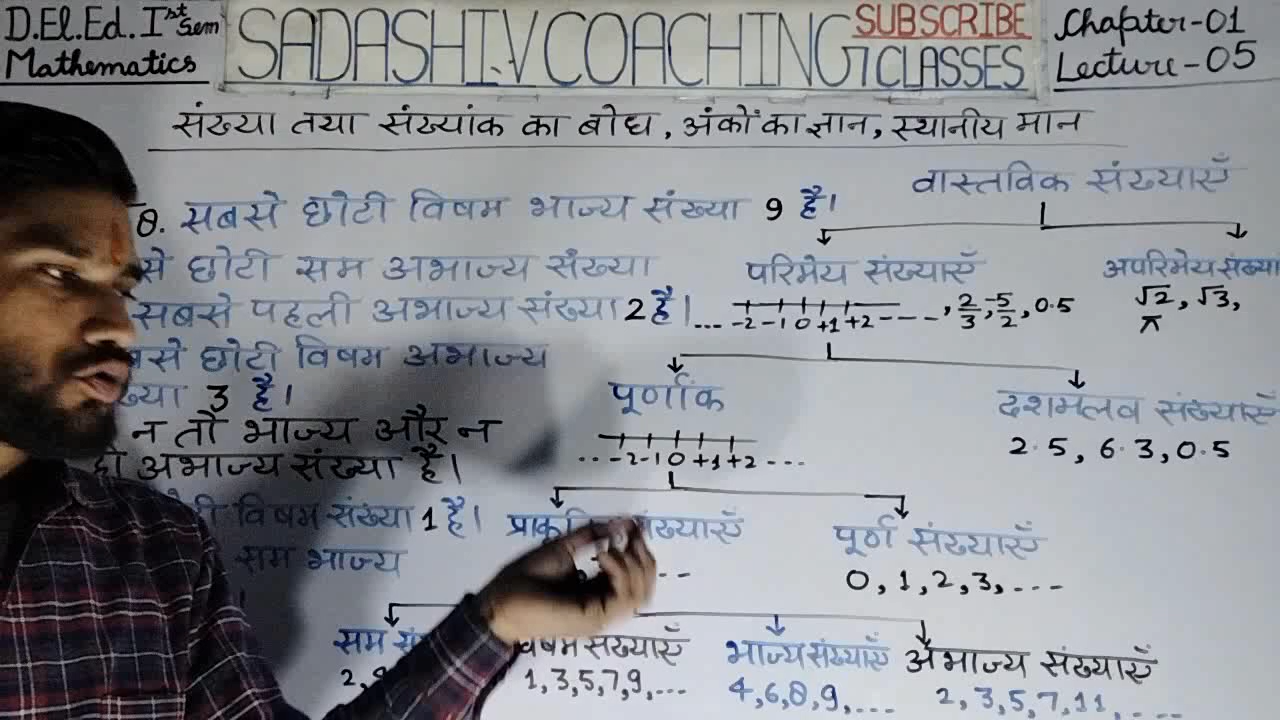 D.El.Ed. Ist Sem
Mathematics
SADASHIV COACHING CLASSES
SUBSCRIBE
Chapter-01
Lecture-05
संख्या तथा संख्यांक का बोध, अंकों का ज्ञान, स्थानीय मान
8. सबसे छोटी विषम भाज्य संख्या 9 है।
से छोटी सम अभाज्य संख्या
सबसे पहली अभाज्य संख्या 2 है।
से छोटी विषम अभाज्य
3 है।
न तो भाज्य और न
अभाज्य संख्या है।
विषम संख्या 1 है।
सम भाज्य
वास्तविक संख्याएँ
परिमेय संख्याएँ
...-2 -1 0 +1 +2 ----, 2/3, -5/2, 0.5
अपरिमेय संख्या
√2, √3,
π
पूर्णांक
...-2 -1 0 +1 +2 ---
दशमलव संख्याएँ
2.5, 6.3, 0.5
संख्याएँ
पूर्ण संख्याएँ
0, 1, 2, 3, ---
सम
2,
विषम संख्याएँ
1,3,5,7,9,...
भाज्य संख्याएँ
4,6,8,9,...
अभाज्य संख्याएँ
2, 3, 5, 7, 11, ....